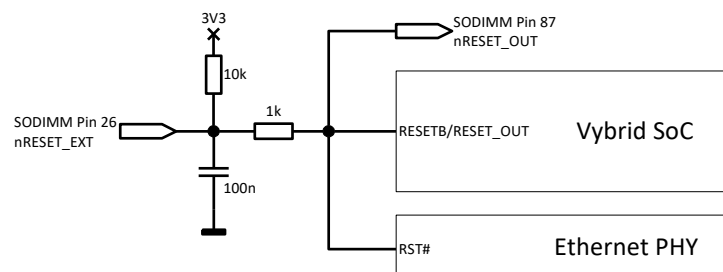 3V3
SODIMM Pin 87
nRESET_OUT
10k
SODIMM Pin 26
nRESET_EXT
1k
100n
RESETB/RESET_OUT
Vybrid SoC
RST#
Ethernet PHY